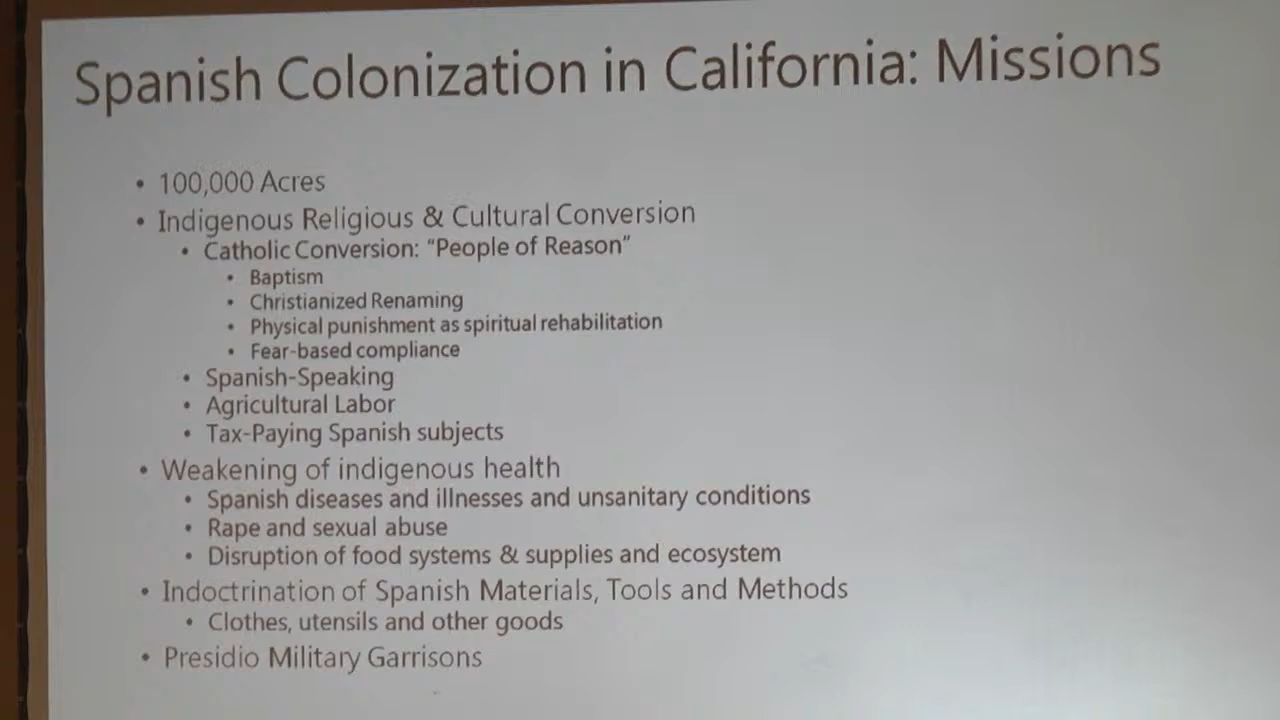 Spanish Colonization in California: Missions
• 100,000 Acres
• Indigenous Religious & Cultural Conversion
• Catholic Conversion: “People of Reason”
• Baptism
• Christianized Renaming
• Physical punishment as spiritual rehabilitation
• Fear-based compliance
• Spanish-Speaking
• Agricultural Labor
• Tax-Paying Spanish subjects
• Weakening of indigenous health
• Spanish diseases and illnesses and unsanitary conditions
• Rape and sexual abuse
• Disruption of food systems & supplies and ecosystem
• Indoctrination of Spanish Materials, Tools and Methods
• Clothes, utensils and other goods
• Presidio Military Garrisons